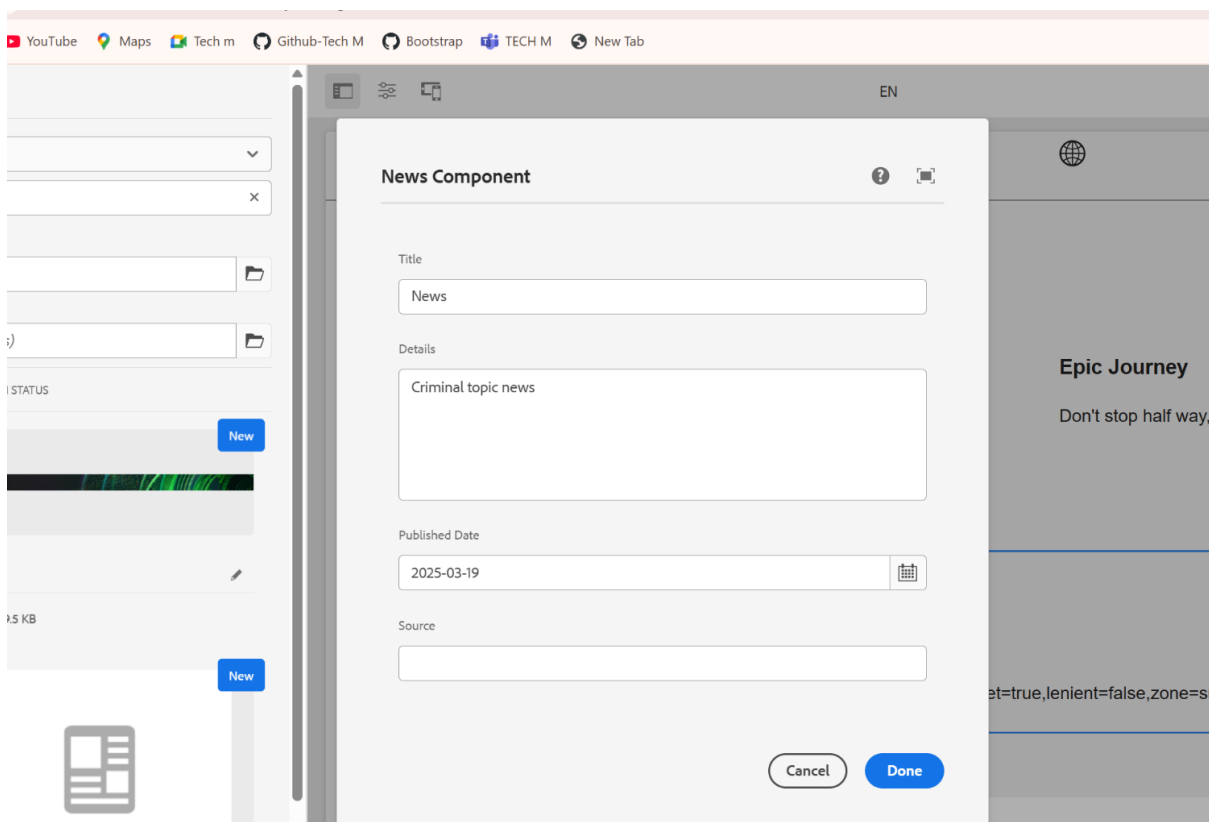 YouTube Maps Tech m Github-Tech M Bootstrap TECH M New Tab
EN
News Component
Title
News
Details
Criminal topic news
Published Date
2025-03-19
Source
Cancel Done
STATUS
New
9.5 KB
New
Epic Journey
Don't stop half way,
et=true,lenient=false,zone=s